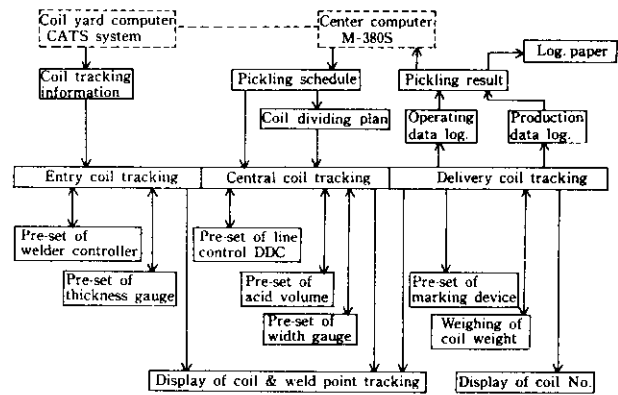 Coil yard computer
CATS system
Center computer
M-380S
Log. paper
Coil tracking
information
Pickling schedule
Pickling result
Coil dividing plan
Operating
data log.
Production
data log.
Entry coil tracking
Central coil tracking
Delivery coil tracking
Pre-set of
welder controller
Pre-set of line
control DDC
Pre-set of
thickness gauge
Pre-set of
acid volume
Pre-set of
marking device
Pre-set of
width gauge
Weighing of
coil weight
Display of coil & weld point tracking
Display of coil No.